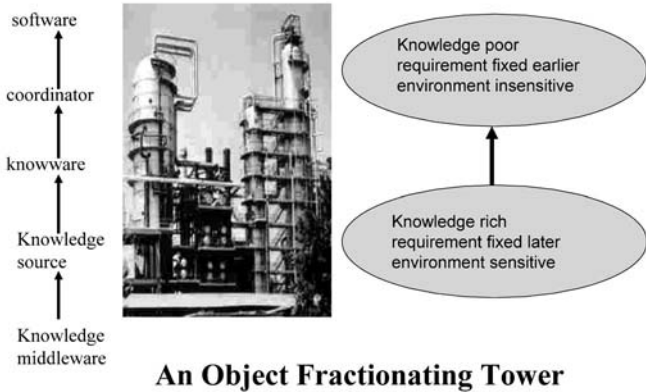 software
coordinator
knowware
Knowledge
source
Knowledge
middleware
Knowledge poor
requirement fixed earlier
environment insensitive
Knowledge rich
requirement fixed later
environment sensitive
An Object Fractionating Tower